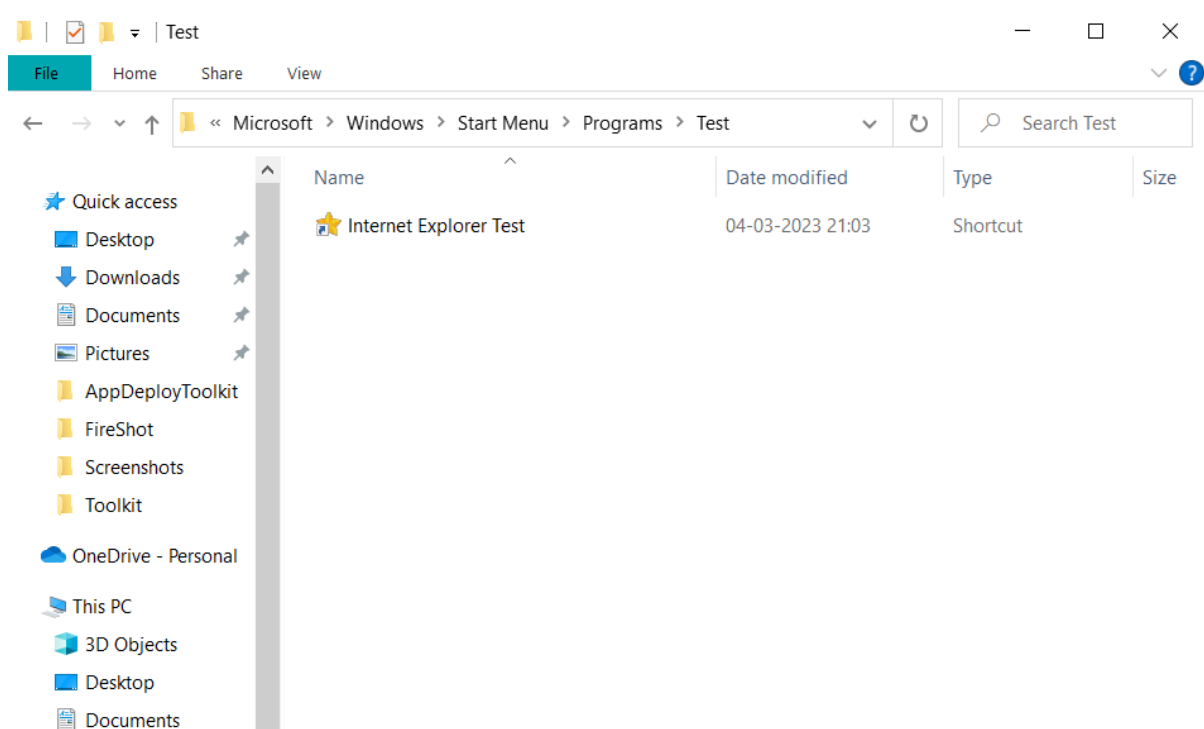 Test
File Home Share View
« Microsoft > Windows > Start Menu > Programs > Test
Search Test
Name Date modified Type Size
Quick access
Internet Explorer Test 04-03-2023 21:03 Shortcut
Desktop
Downloads
Documents
Pictures
AppDeployToolkit
FireShot
Screenshots
Toolkit
OneDrive - Personal
This PC
3D Objects
Desktop
Documents